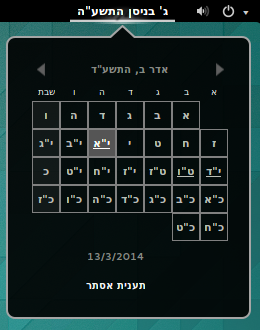 ג' בניסן התשע"ה
אדר ב, התשע"ד
א ב ג ד ה ו שבת
א ב ג ד ה ו
ז ח ט י י"א י"ב י"ג
י"ד ט"ו ט"ז י"ז י"ח י"ט כ
כ"א כ"ב כ"ג כ"ד כ"ה כ"ו כ"ז
כ"ח כ"ט
13/3/2014
תענית אסתר